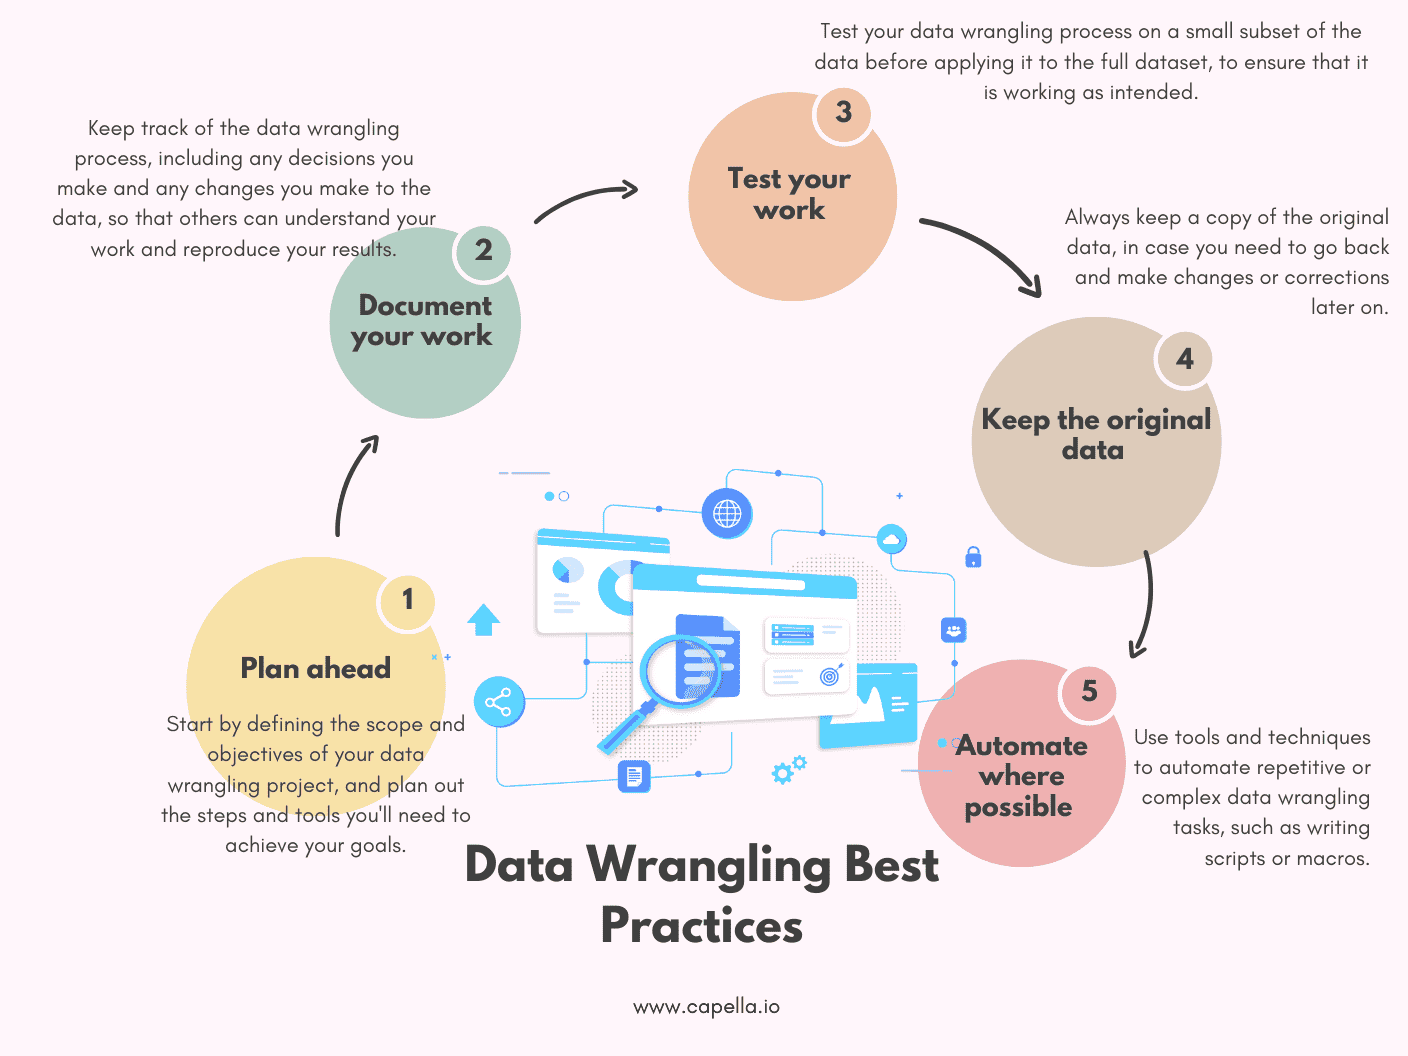 1
Plan ahead
Start by defining the scope and
objectives of your data
wrangling project, and plan out
the steps and tools you'll need to
achieve your goals.
Keep track of the data wrangling
process, including any decisions you
make and any changes you make to the
data, so that others can understand your
work and reproduce your results.
2
Document
your work
Test your data wrangling process on a small subset of the
data before applying it to the full dataset, to ensure that it
is working as intended.
3
Test your
work
Always keep a copy of the original
data, in case you need to go back
and make changes or corrections
later on.
4
Keep the original
data
5
Automate
where
possible
Use tools and techniques
to automate repetitive or
complex data wrangling
tasks, such as writing
scripts or macros.
Data Wrangling Best
Practices
www.capella.io